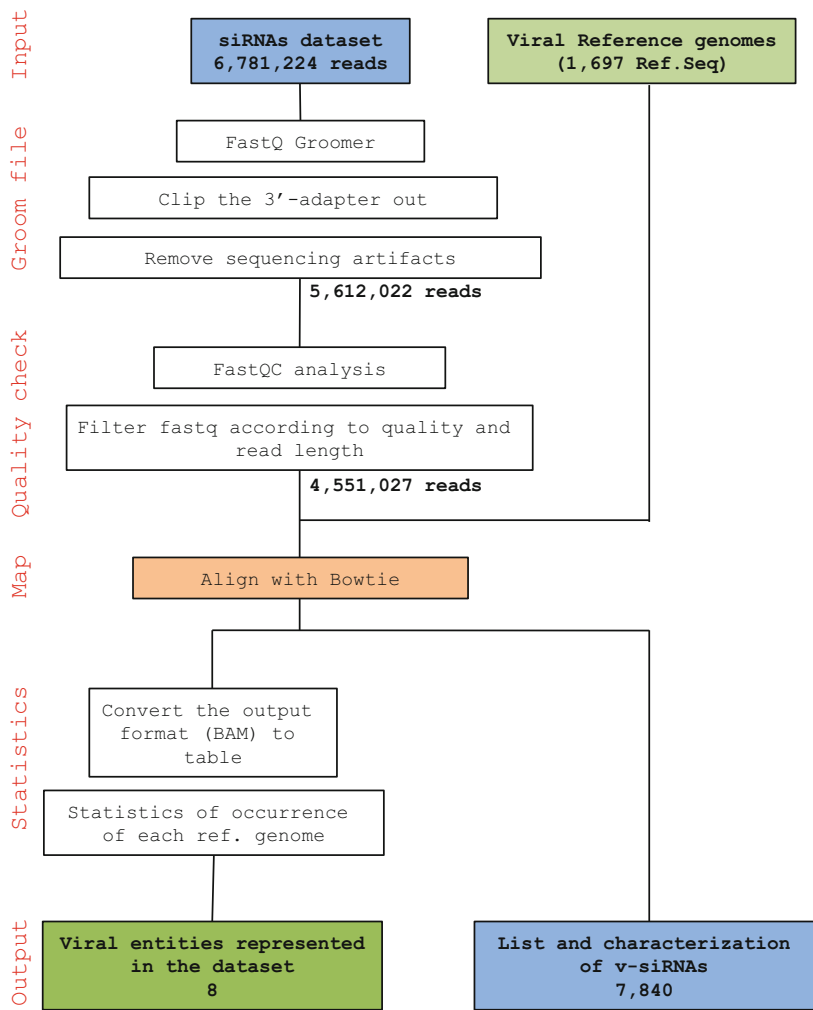 Input
siRNAs dataset
6,781,224 reads
Viral Reference genomes
(1,697 Ref.Seq)
Groom file
FastQ Groomer
Clip the 3’-adapter out
Remove sequencing artifacts
5,612,022 reads
Quality check
FastQC analysis
Filter fastq according to quality and
read length
4,551,027 reads
Map
Align with Bowtie
Statistics
Convert the output
format (BAM) to
table
Statistics of occurrence
of each ref. genome
Output
Viral entities represented
in the dataset
8
List and characterization
of v-siRNAs
7,840